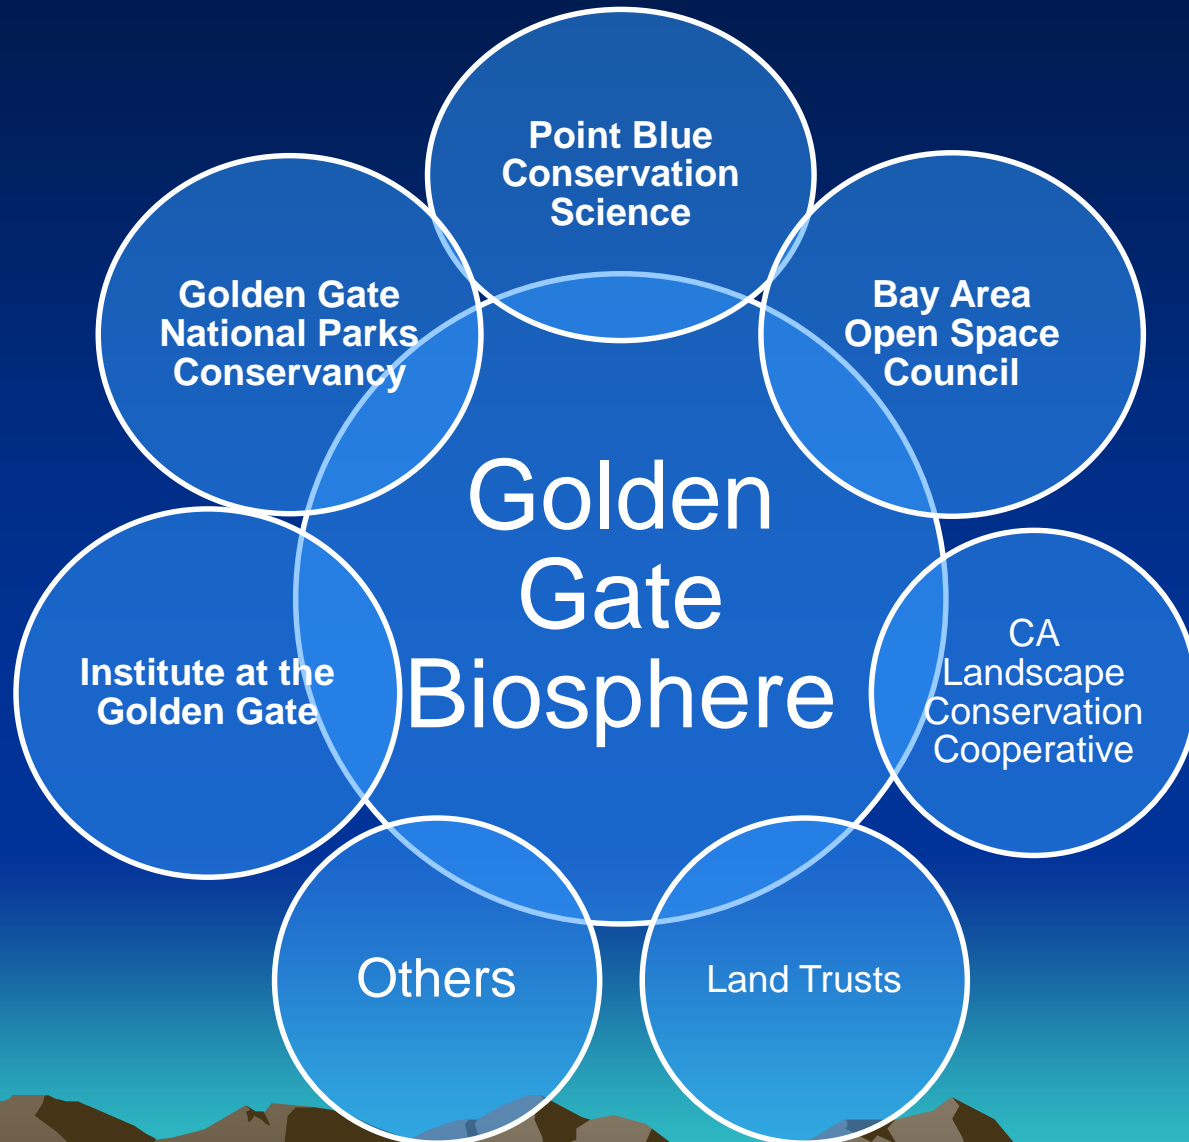 Point Blue
Conservation
Science
Golden Gate
National Parks
Conservancy
Bay Area
Open Space
Council
Golden
Gate
Biosphere
CA
Landscape
Conservation
Cooperative
Institute at the
Golden Gate
Others
Land Trusts